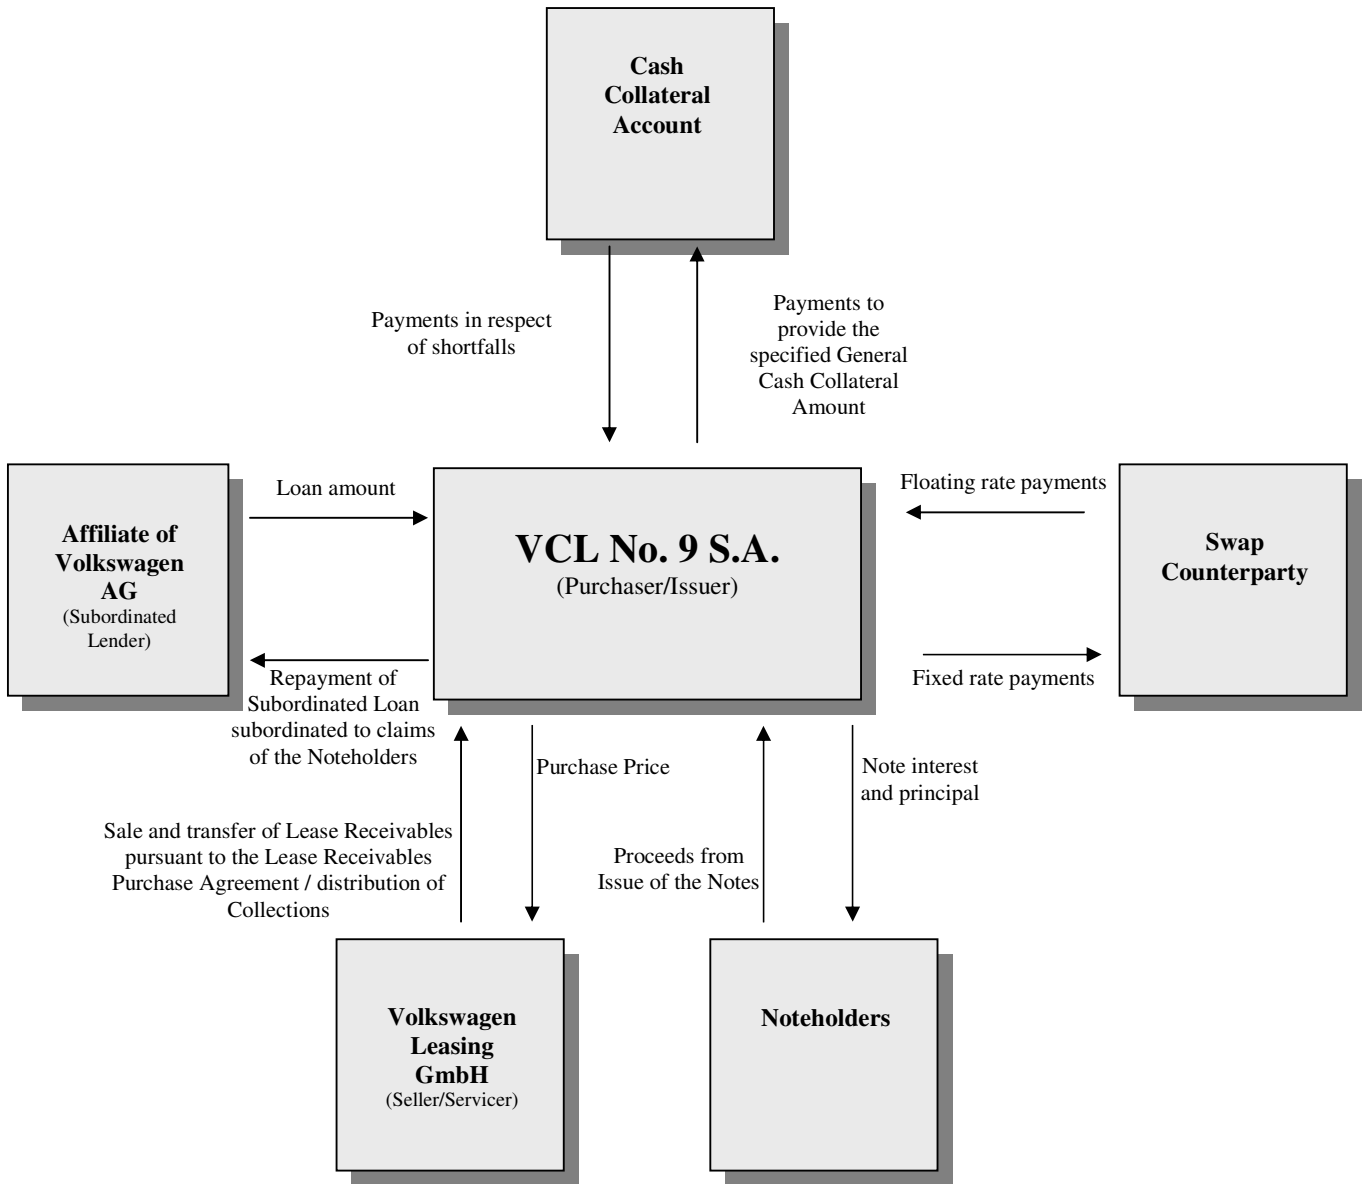 Cash
Collateral
Account
Payments in respect
of shortfalls
Payments to
provide the
specified General
Cash Collateral
Amount
Loan amount
Floating rate payments
Affiliate of
Volkswagen
AG
(Subordinated
Lender)
VCL No. 9 S.A.
(Purchaser/Issuer)
Swap
Counterparty
Repayment of
Subordinated Loan
subordinated to claims
of the Noteholders
Fixed rate payments
Purchase Price
Note interest
and principal
Sale and transfer of Lease Receivables
pursuant to the Lease Receivables
Purchase Agreement / distribution of
Collections
Proceeds from
Issue of the Notes
Volkswagen
Leasing
GmbH
(Seller/Servicer)
Noteholders